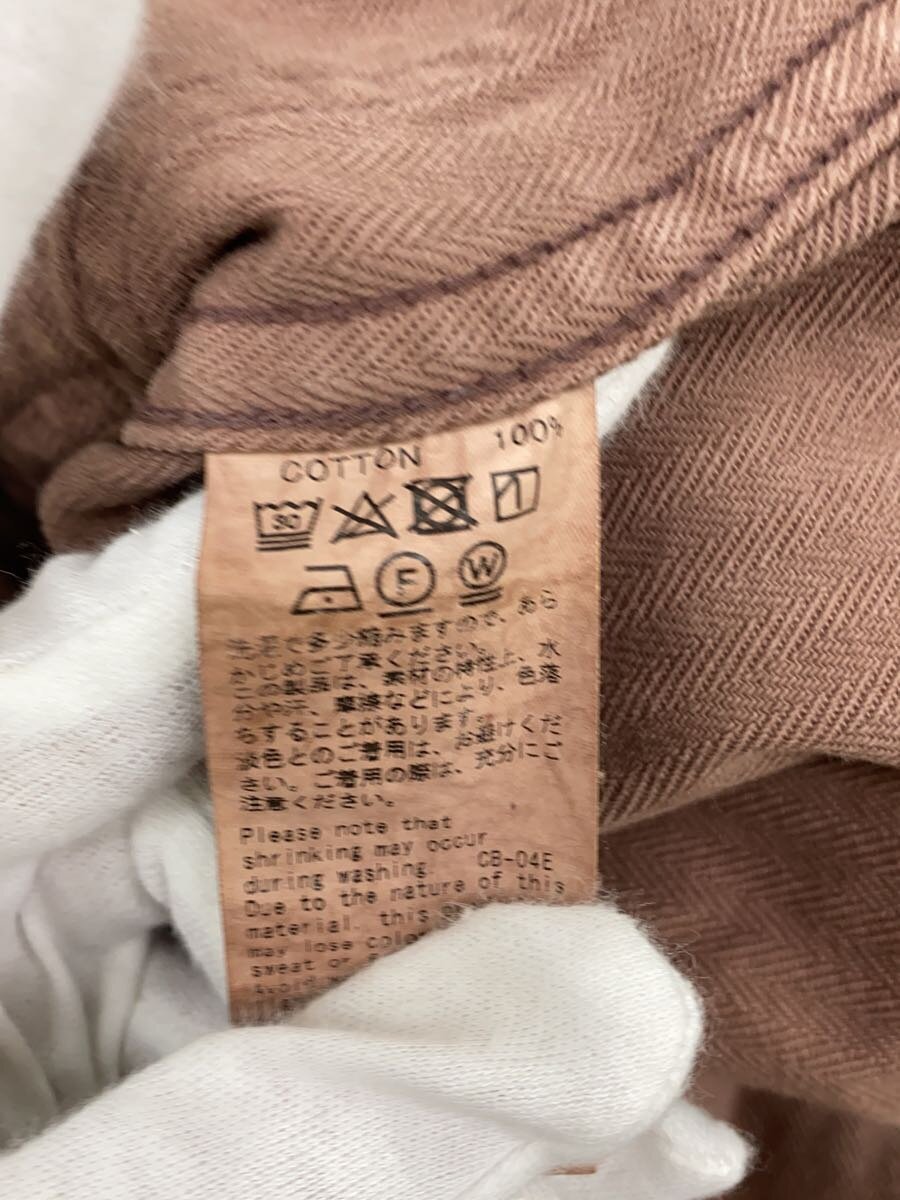 COTTON 100%
30
F W
洗濯で多少縮みますので、あら
かじめご了承ください。
この製品は、素材の特性上、水
分や汗、摩擦などにより、色落
ちすることがあります。
淡色とのご着用は、お避けくだ
さい。ご着用の際は、充分にご
注意ください。
Please note that
shrinking may occur
during washing. CB-04E
Due to the nature of this
material, this
may lose
sweat or